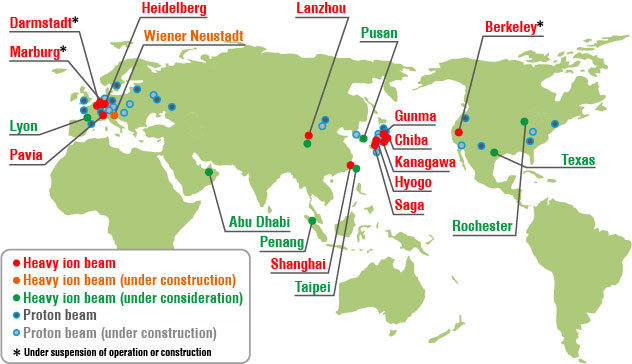 Heidelberg
Lanzhou
Darmstadt*
Pusan
Berkeley*
Wiener Neustadt
Marburg*
Gunma
Lyon
Chiba
Pavia
Kanagawa
Texas
Hyogo
Saga
Abu Dhabi
Rochester
Penang
Shanghai
Taipei
Heavy ion beam
Heavy ion beam (under construction)
Heavy ion beam (under consideration)
Proton beam
Proton beam (under construction)
* Under suspension of operation or construction